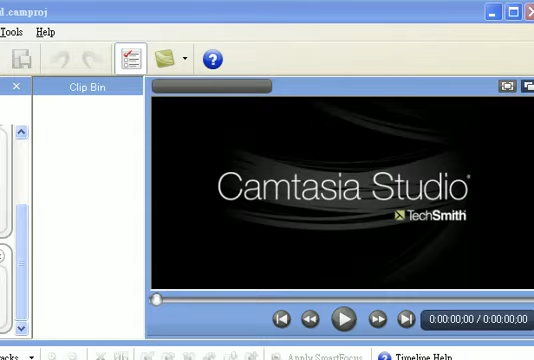 l.camproj
Tools Help
Clip Bin
Camtasia Studio®
TechSmith
0:00:00;00 / 0:00:00;00
acks Apply SmartFocus Timeline Help